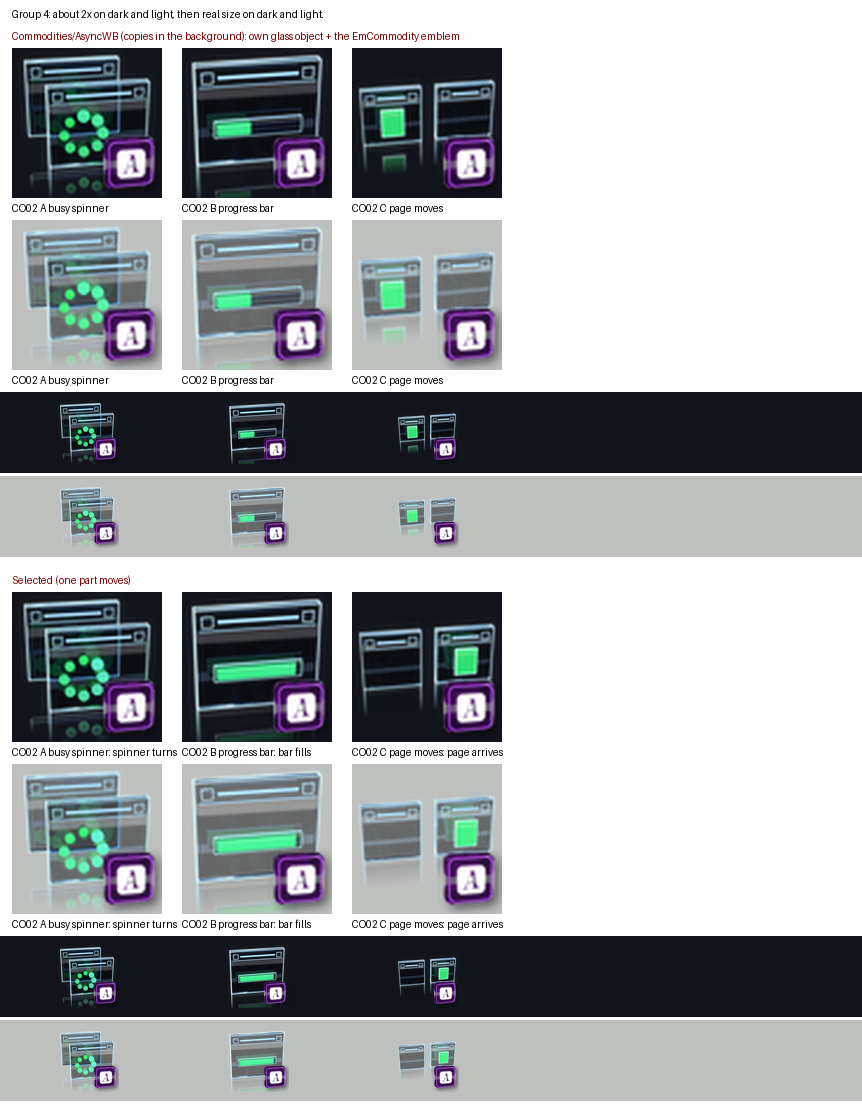 Group 4: about 2x on dark and light, then real size on dark and light.
Commodities/AsyncWB (copies in the background): own glass object + the EmCommodity emblem
A A A
CO02 A busy spinner CO02 B progress bar CO02 C page moves
A A A
CO02 A busy spinner CO02 B progress bar CO02 C page moves
A A A
A A A
Selected (one part moves)
A A A
CO02 A busy spinner: spinner turns CO02 B progress bar: bar fills CO02 C page moves: page arrives
A A A
CO02 A busy spinner: spinner turns CO02 B progress bar: bar fills CO02 C page moves: page arrives
A A A
A A A